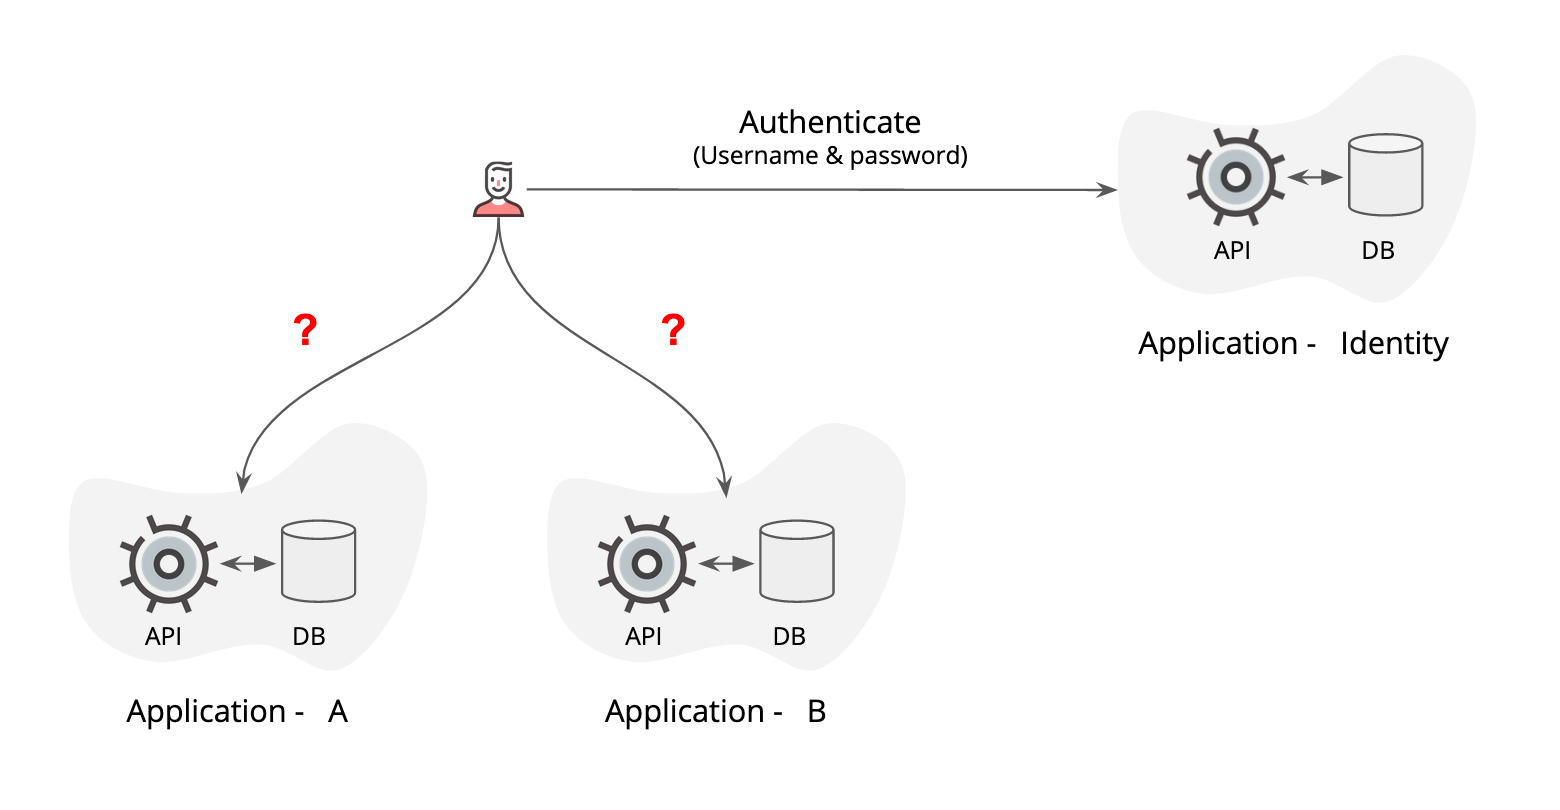 Authenticate
(Username & password)
API
DB
Application - Identity
?
?
API
DB
Application - A
API
DB
Application - B